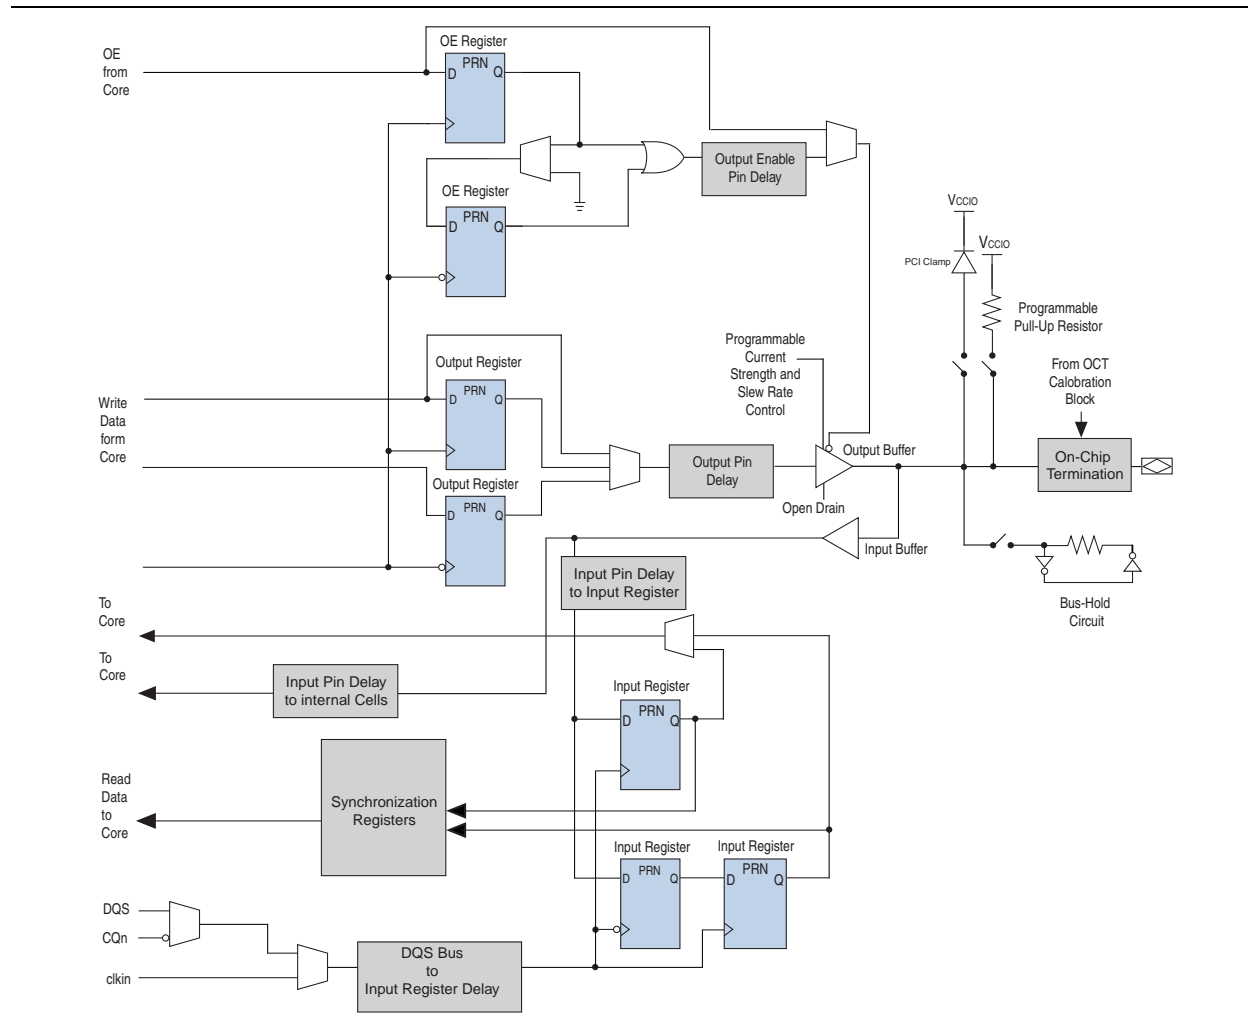 OE
from
Core
OE Register
D
PRN
Q
OE Register
D
PRN
Q
Output Enable
Pin Delay
VCCIO
VCCIO
PCI Clamp
Programmable
Pull-Up Resistor
Programmable
Current
Strength and
Slew Rate
Control
From OCT
Calobration
Block
Write
Data
form
Core
Output Register
D
PRN
Q
Output Register
D
PRN
Q
Output Pin
Delay
Output Buffer
Open Drain
On-Chip
Termination
Input Buffer
Bus-Hold
Circuit
Input Pin Delay
to Input Register
To
Core
To
Core
Input Pin Delay
to internal Cells
Input Register
D
PRN
Q
Read
Data
to
Core
Synchronization
Registers
Input Register
D
PRN
Q
Input Register
D
PRN
Q
DQS
CQn
clkin
DQS Bus
to
Input Register Delay